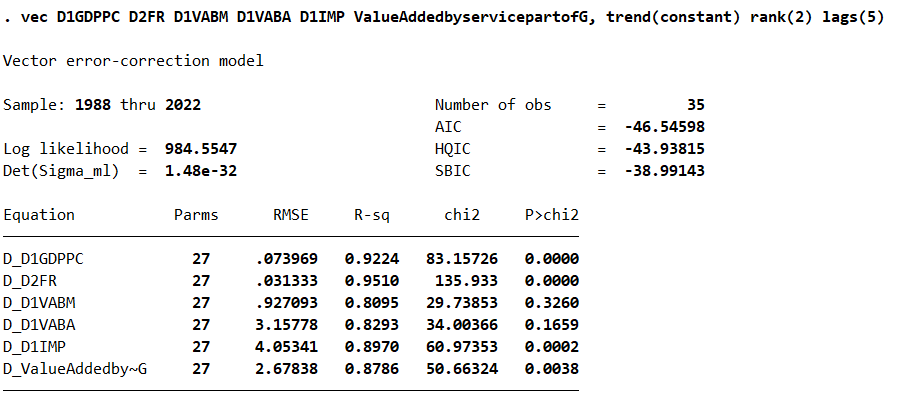 . vec D1GDPPC D2FR D1VABM D1VABA D1IMP ValueAddedbyservicepartofG, trend(constant) rank(2) lags(5)
Vector error-correction model
Sample: 1988 thru 2022 Number of obs = 35
AIC = -46.54598
Log likelihood = 984.5547 HQIC = -43.93815
Det(Sigma_ml) = 1.48e-32 SBIC = -38.99143
Equation Parms RMSE R-sq chi2 P>chi2
D_D1GDPPC 27 .073969 0.9224 83.15726 0.0000
D_D2FR 27 .031333 0.9510 135.933 0.0000
D_D1VABM 27 .927093 0.8095 29.73853 0.3260
D_D1VABA 27 3.15778 0.8293 34.00366 0.1659
D_D1IMP 27 4.05341 0.8970 60.97353 0.0002
D_ValueAddedby~G 27 2.67838 0.8786 50.66324 0.0038